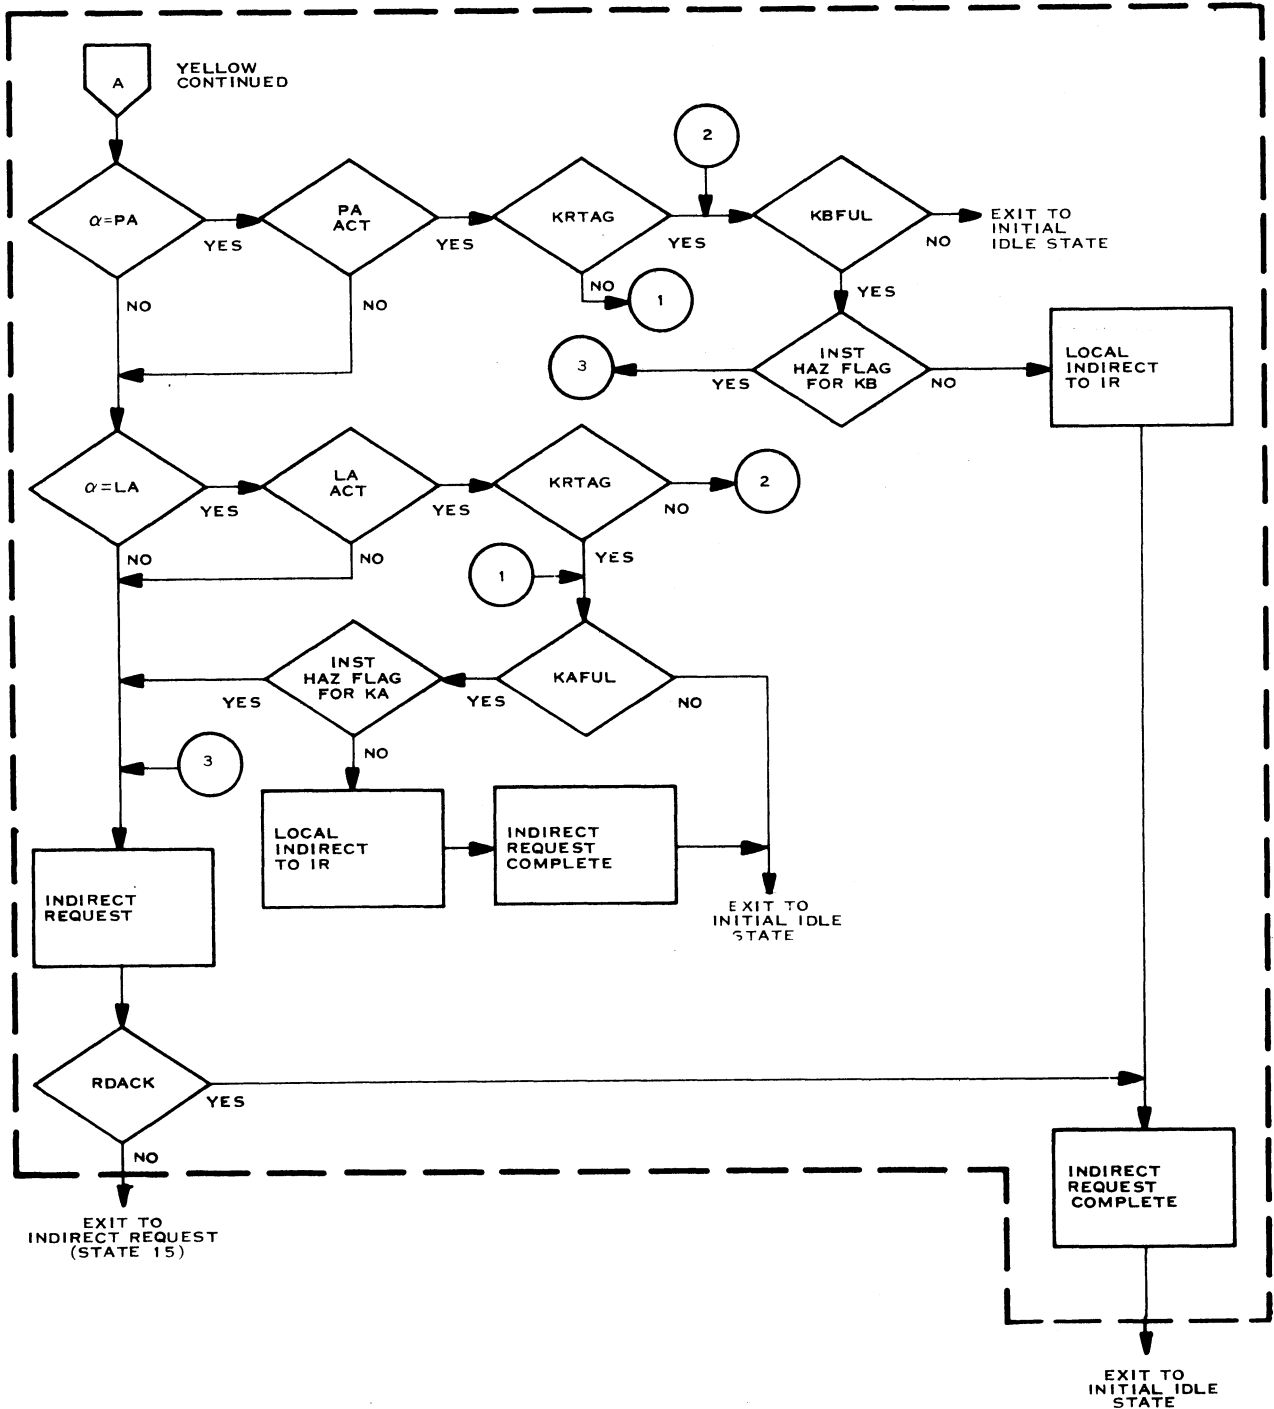 A
YELLOW
CONTINUED
2
α=PA
YES
PA
ACT
YES
KRTAG
YES
KBFUL
NO
EXIT TO
INITIAL
IDLE STATE
NO
NO
NO
1
YES
3
YES
INST
HAZ FLAG
FOR KB
NO
LOCAL
INDIRECT
TO IR
α=LA
YES
LA
ACT
YES
KRTAG
NO
2
NO
NO
YES
1
YES
INST
HAZ FLAG
FOR KA
YES
KAFUL
NO
NO
3
LOCAL
INDIRECT
TO IR
INDIRECT
REQUEST
COMPLETE
INDIRECT
REQUEST
EXIT TO
INITIAL IDLE
STATE
RDACK
YES
NO
INDIRECT
REQUEST
COMPLETE
EXIT TO
INDIRECT REQUEST
(STATE 15)
EXIT TO
INITIAL IDLE
STATE